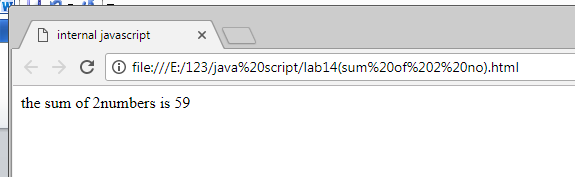 W
internal javascript
file:///E:/123/java%20script/lab14(sum%20of%202%20no).html
the sum of 2numbers is 59